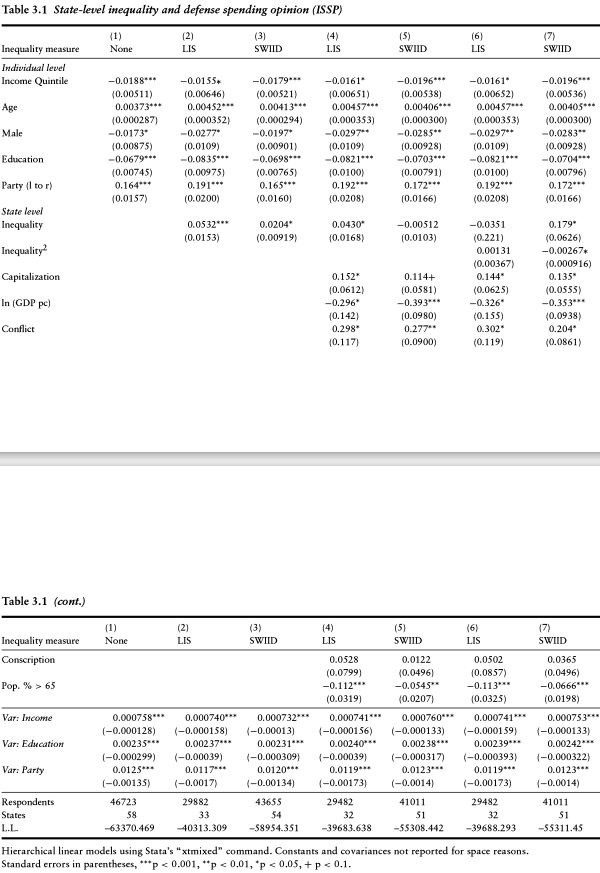 Table 3.1 State-level inequality and defense spending opinion (ISSP)
(1) (2) (3) (4) (5) (6) (7)
Inequality measure None LIS SWIID LIS SWIID LIS SWIID
Individual level
Income Quintile −0.0188*** −0.0155* −0.0179*** −0.0161* −0.0196*** −0.0161* −0.0196***
(0.00511) (0.00646) (0.00521) (0.00651) (0.00538) (0.00652) (0.00536)
Age 0.00373*** 0.00452*** 0.00413*** 0.00457*** 0.00406*** 0.00457*** 0.00405***
(0.000287) (0.000352) (0.000294) (0.000353) (0.000300) (0.000353) (0.000300)
Male −0.0173* −0.0277* −0.0197* −0.0297** −0.0285** −0.0297** −0.0283**
(0.00875) (0.0109) (0.00901) (0.0109) (0.00928) (0.0109) (0.00928)
Education −0.0679*** −0.0835*** −0.0698*** −0.0821*** −0.0703*** −0.0821*** −0.0704***
(0.00745) (0.00975) (0.00765) (0.0100) (0.00791) (0.0100) (0.00796)
Party (l to r) 0.164*** 0.191*** 0.165*** 0.192*** 0.172*** 0.192*** 0.172***
(0.0157) (0.0200) (0.0160) (0.0208) (0.0166) (0.0208) (0.0166)
State level
Inequality 0.0532*** 0.0204* 0.0430* −0.00512 −0.0351 0.179*
(0.0153) (0.00919) (0.0168) (0.0103) (0.221) (0.0626)
Inequality² 0.00131 −0.00267*
(0.00367) (0.000916)
Capitalization 0.152* 0.114+ 0.144* 0.135*
(0.0612) (0.0581) (0.0625) (0.0555)
ln (GDP pc) −0.296* −0.393*** −0.326* −0.353***
(0.142) (0.0980) (0.155) (0.0938)
Conflict 0.298* 0.277** 0.302* 0.204*
(0.117) (0.0900) (0.119) (0.0861)
Table 3.1 (cont.)
(1) (2) (3) (4) (5) (6) (7)
Inequality measure None LIS SWIID LIS SWIID LIS SWIID
Conscription 0.0528 0.0122 0.0502 0.0365
(0.0799) (0.0496) (0.0857) (0.0496)
Pop. % > 65 −0.112*** −0.0545** −0.113*** −0.0666***
(0.0319) (0.0207) (0.0325) (0.0198)
Var: Income 0.000758*** 0.000740*** 0.000732*** 0.000741*** 0.000760*** 0.000741*** 0.000753***
(−0.000128) (−0.000158) (−0.00013) (−0.000156) (−0.000133) (−0.000159) (−0.000133)
Var: Education 0.00235*** 0.00237*** 0.00231*** 0.00240*** 0.00238*** 0.00239*** 0.00242***
(−0.000299) (−0.00039) (−0.000309) (−0.00039) (−0.000317) (−0.000393) (−0.000322)
Var: Party 0.0125*** 0.0117*** 0.0120*** 0.0119*** 0.0123*** 0.0119*** 0.0123***
(−0.00135) (−0.0017) (−0.00134) (−0.00173) (−0.0014) (−0.00173) (−0.0014)
Respondents 46723 29882 43655 29482 41011 29482 41011
States 58 33 54 32 51 32 51
L.L. −63370.469 −40313.309 −58954.351 −39683.638 −55308.442 −39688.293 −55311.45
Hierarchical linear models using Stata's "xtmixed" command. Constants and covariances not reported for space reasons.
Standard errors in parentheses, ***p < 0.001, **p < 0.01, *p < 0.05, + p < 0.1.